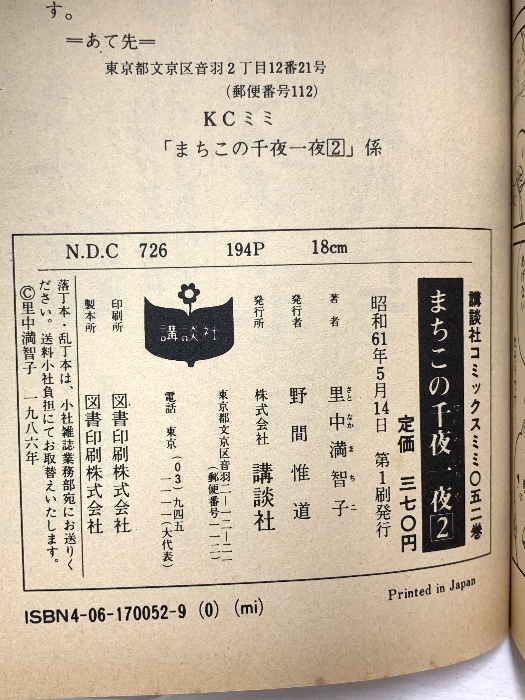 す。
＝あて先＝
東京都文京区音羽2丁目12番21号
(郵便番号112)
KCミミ
「まちこの千夜一夜2」係
N.D.C 726 194P 18cm
講談社コミックスミミ〇五二巻
まちこの千夜一夜[2]
定価 三七〇円
昭和61年5月14日 第1刷発行
著者 里中満智子
さと なか ま ち こ
発行者 野間惟道
発行所 株式会社 講談社
東京都文京区音羽二―一二―二一
(郵便番号一一二)
電話 東京(03)九四五
一一一一(大代表)
講談社
印刷所 図書印刷株式会社
製本所 図書印刷株式会社
落丁本・乱丁本は、小社雑誌業務部宛にお送りく
ださい。送料小社負担にてお取替えいたします。
©里中満智子 一九八六年
ISBN4-06-170052-9 (0) (mi)
Printed in Japan